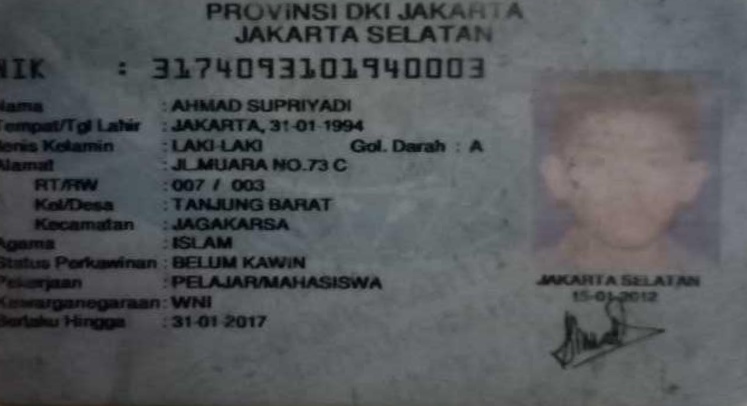 PROVINSI DKI JAKARTA
JAKARTA SELATAN
NIK : 3174093101940003
Nama : AHMAD SUPRIYADI
Tempat/Tgl Lahir : JAKARTA, 31-01-1994
Jenis Kelamin : LAKI-LAKI Gol. Darah : A
Alamat : JL.MUARA NO.73 C
RT/RW : 007 / 003
Kel/Desa : TANJUNG BARAT
Kecamatan : JAGAKARSA
Agama : ISLAM
Status Perkawinan : BELUM KAWIN
Pekerjaan : PELAJAR/MAHASISWA
Kewarganegaraan : WNI
Berlaku Hingga : 31-01-2017
JAKARTA SELATAN
15-01-2012